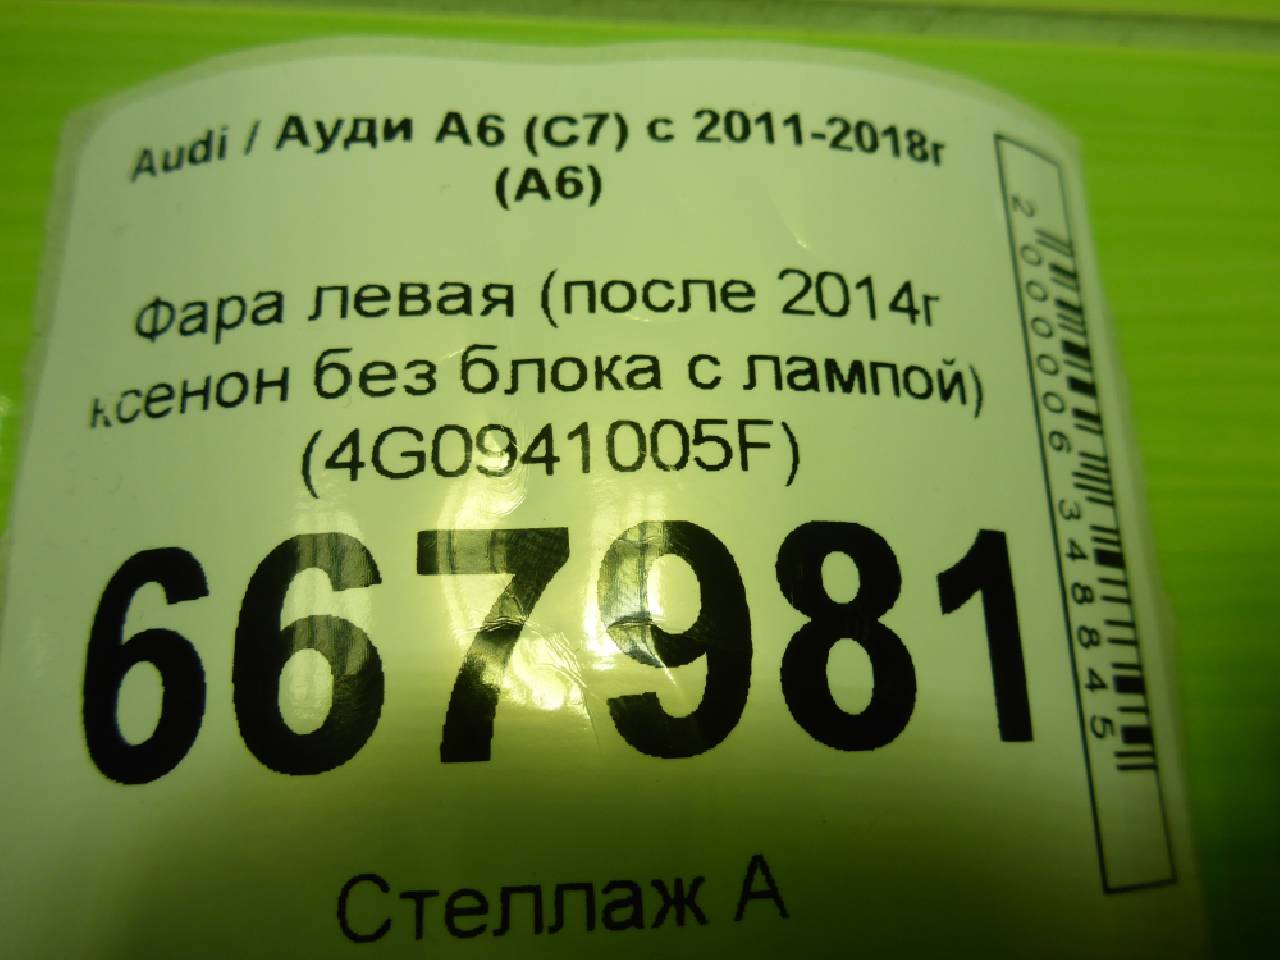 Audi / Ауди А6 (С7) с 2011-2018г
(А6)
Фара левая (после 2014г
ксенон без блока с лампой)
(4G0941005F)
667981
Стеллаж А
2000006348845